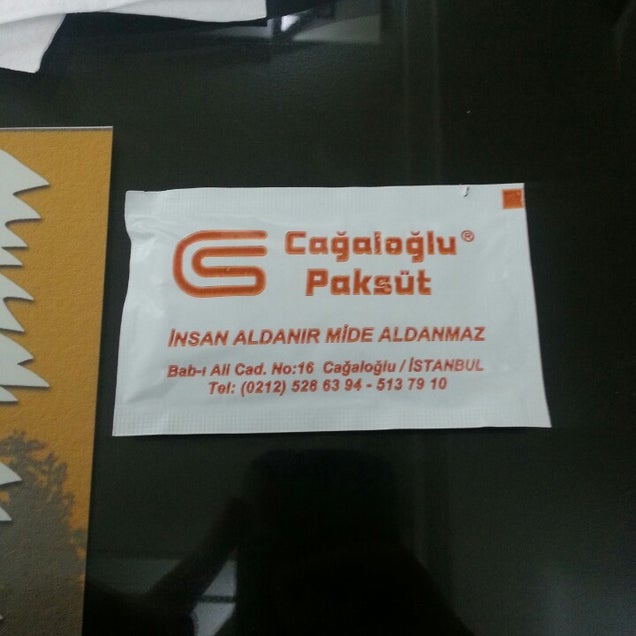 Cağaloğlu®
Paksüt
İNSAN ALDANIR MİDE ALDANMAZ
Bab-ı Ali Cad. No:16 Cağaloğlu / İSTANBUL
Tel: (0212) 528 63 94 - 513 79 10